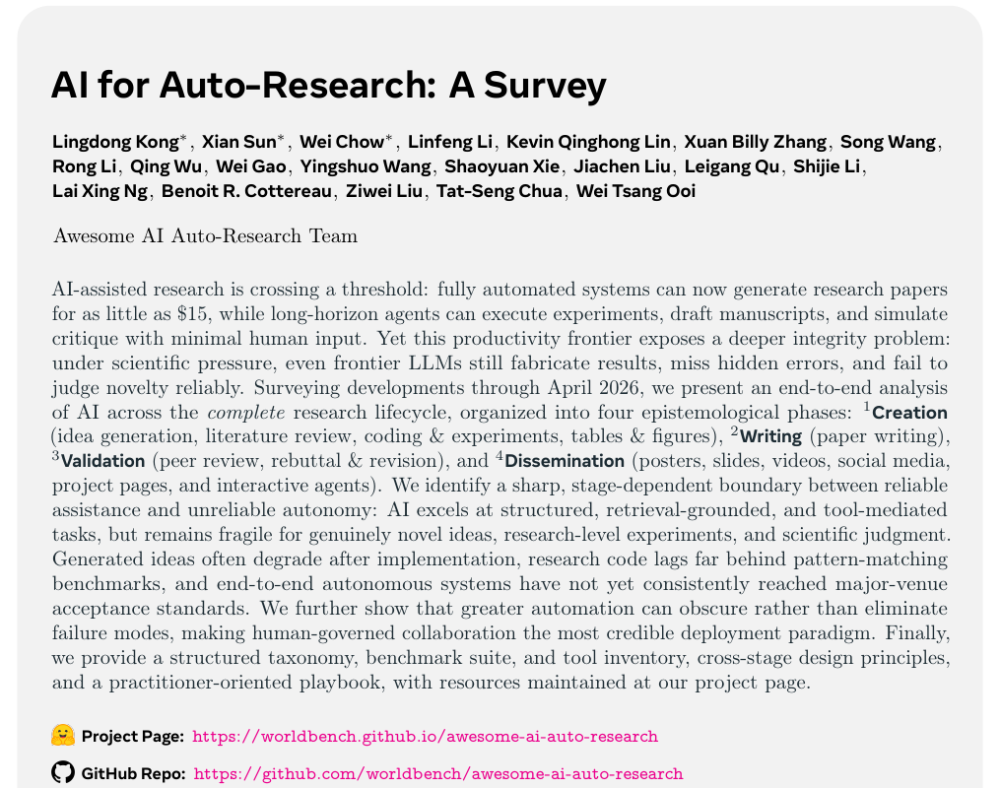 AI for Auto-Research: A Survey
Lingdong Kong*, Xian Sun*, Wei Chow*, Linfeng Li, Kevin Qinghong Lin, Xuan Billy Zhang, Song Wang,
Rong Li, Qing Wu, Wei Gao, Yingshuo Wang, Shaoyuan Xie, Jiachen Liu, Leigang Qu, Shijie Li,
Lai Xing Ng, Benoit R. Cottereau, Ziwei Liu, Tat-Seng Chua, Wei Tsang Ooi
Awesome AI Auto-Research Team
AI-assisted research is crossing a threshold: fully automated systems can now generate research papers
for as little as $15, while long-horizon agents can execute experiments, draft manuscripts, and simulate
critique with minimal human input. Yet this productivity frontier exposes a deeper integrity problem:
under scientific pressure, even frontier LLMs still fabricate results, miss hidden errors, and fail to
judge novelty reliably. Surveying developments through April 2026, we present an end-to-end analysis
of AI across the complete research lifecycle, organized into four epistemological phases: ¹Creation
(idea generation, literature review, coding & experiments, tables & figures), ²Writing (paper writing),
³Validation (peer review, rebuttal & revision), and ⁴Dissemination (posters, slides, videos, social media,
project pages, and interactive agents). We identify a sharp, stage-dependent boundary between reliable
assistance and unreliable autonomy: AI excels at structured, retrieval-grounded, and tool-mediated
tasks, but remains fragile for genuinely novel ideas, research-level experiments, and scientific judgment.
Generated ideas often degrade after implementation, research code lags far behind pattern-matching
benchmarks, and end-to-end autonomous systems have not yet consistently reached major-venue
acceptance standards. We further show that greater automation can obscure rather than eliminate
failure modes, making human-governed collaboration the most credible deployment paradigm. Finally,
we provide a structured taxonomy, benchmark suite, and tool inventory, cross-stage design principles,
and a practitioner-oriented playbook, with resources maintained at our project page.
Project Page: https://worldbench.github.io/awesome-ai-auto-research
GitHub Repo: https://github.com/worldbench/awesome-ai-auto-research